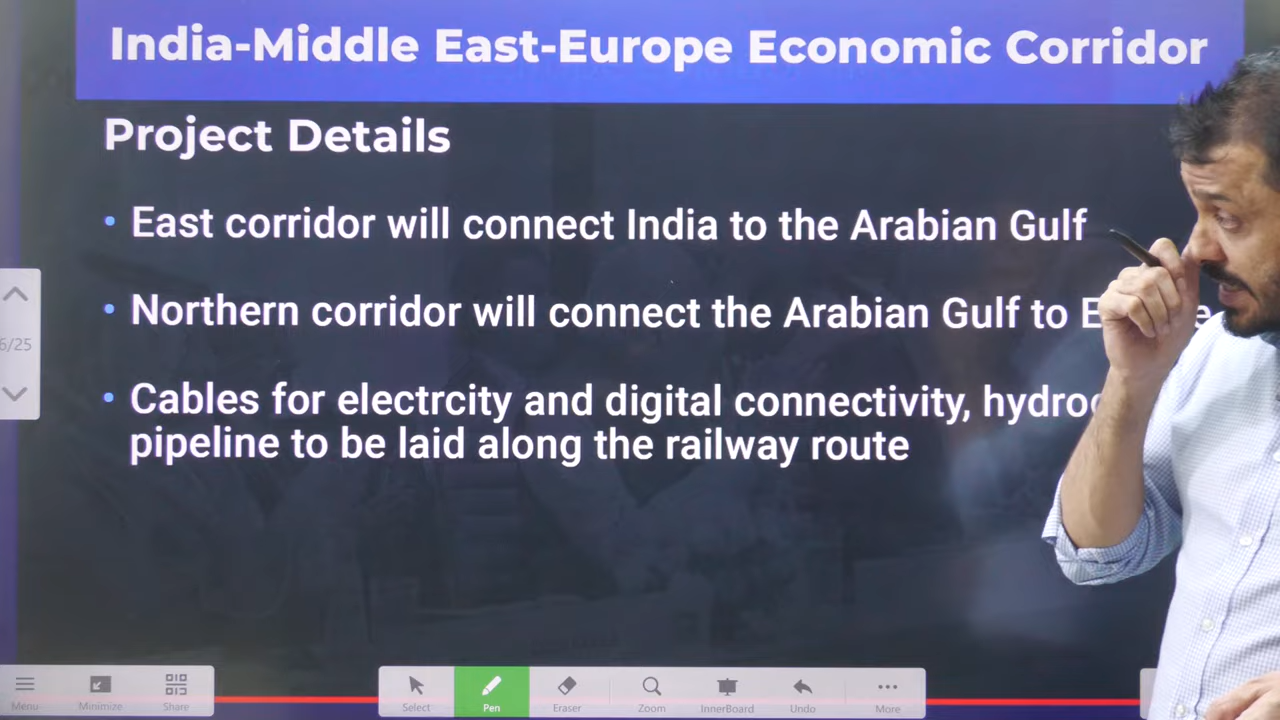 India-Middle East-Europe Economic Corridor
Project Details
• East corridor will connect India to the Arabian Gulf
• Northern corridor will connect the Arabian Gulf to
• Cables for electrcity and digital connectivity,
pipeline to be laid along the railway route
6/25
Menu Minimize Share Select Pen Eraser Zoom InnerBoard Undo More